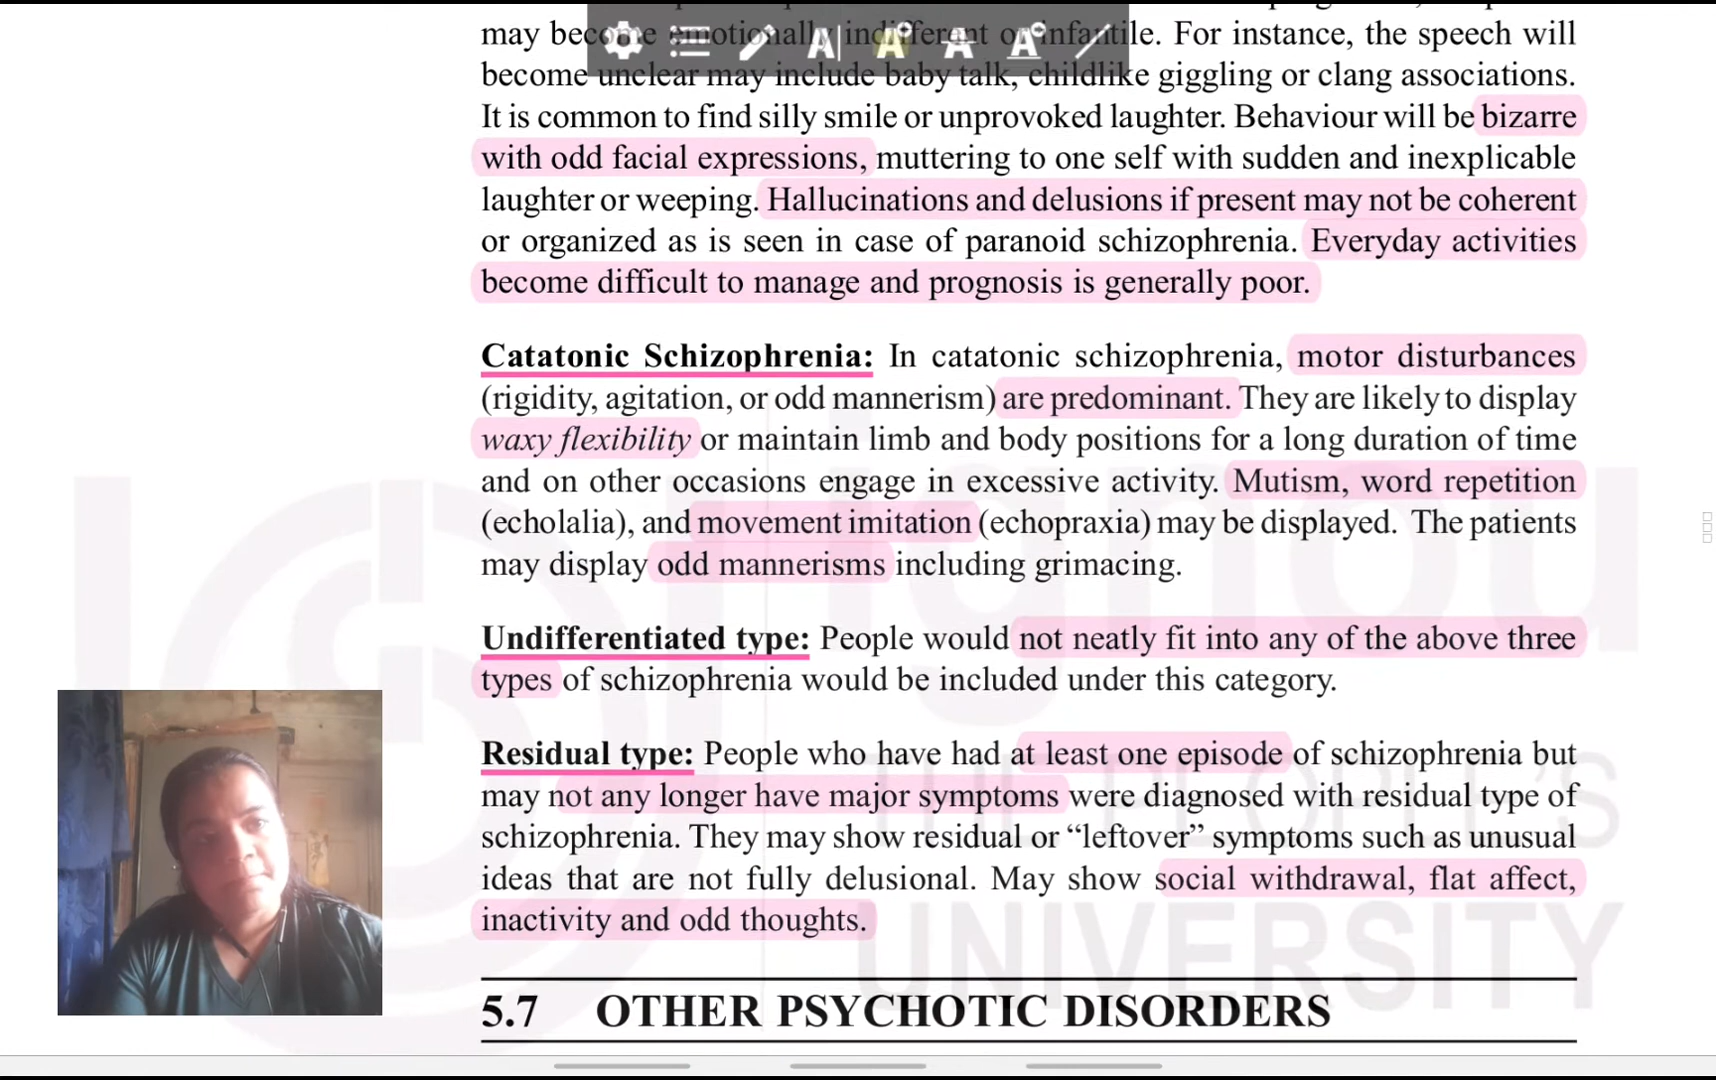 may become emotionally indifferent or infantile. For instance, the speech will
become unclear may include baby talk, childlike giggling or clang associations.
It is common to find silly smile or unprovoked laughter. Behaviour will be bizarre
with odd facial expressions, muttering to one self with sudden and inexplicable
laughter or weeping. Hallucinations and delusions if present may not be coherent
or organized as is seen in case of paranoid schizophrenia. Everyday activities
become difficult to manage and prognosis is generally poor.
Catatonic Schizophrenia: In catatonic schizophrenia, motor disturbances
(rigidity, agitation, or odd mannerism) are predominant. They are likely to display
waxy flexibility or maintain limb and body positions for a long duration of time
and on other occasions engage in excessive activity. Mutism, word repetition
(echolalia), and movement imitation (echopraxia) may be displayed. The patients
may display odd mannerisms including grimacing.
Undifferentiated type: People would not neatly fit into any of the above three
types of schizophrenia would be included under this category.
Residual type: People who have had at least one episode of schizophrenia but
may not any longer have major symptoms were diagnosed with residual type of
schizophrenia. They may show residual or “leftover” symptoms such as unusual
ideas that are not fully delusional. May show social withdrawal, flat affect,
inactivity and odd thoughts.
5.7 OTHER PSYCHOTIC DISORDERS
ignou
THE PEOPLE'S
UNIVERSITY